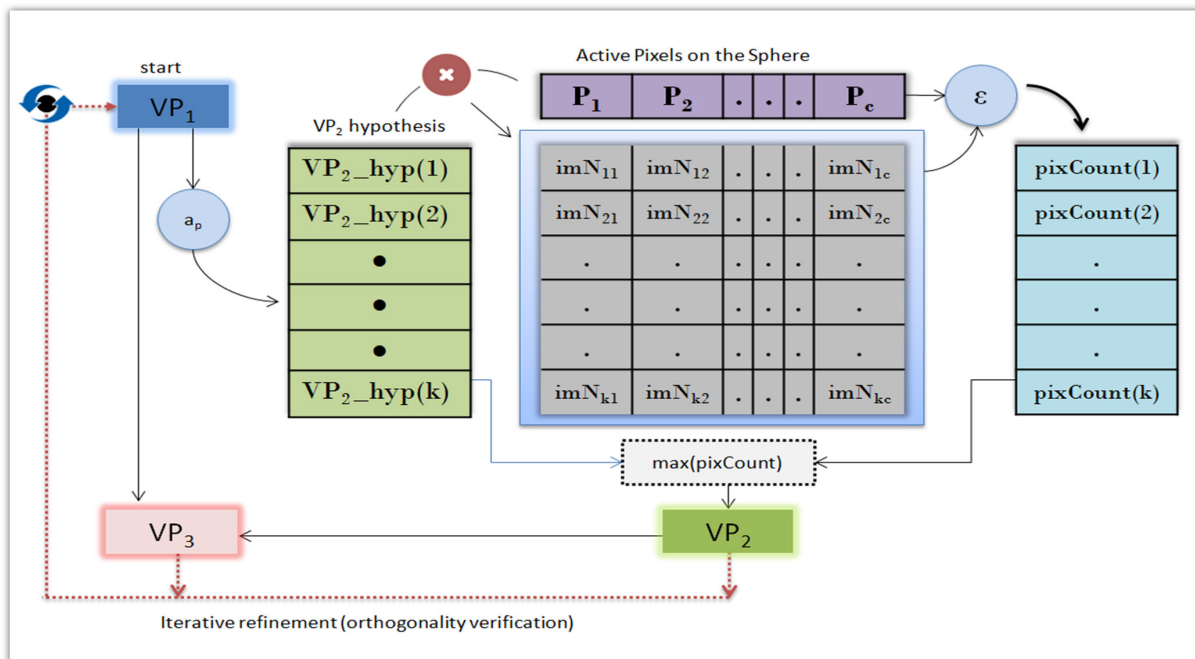 Active Pixels on the Sphere
start
VP1
P1 P2 . . . Pc
ε
VP2 hypothesis
VP2_hyp(1)
VP2_hyp(2)
●
●
●
VP2_hyp(k)
ap
imN11 imN12 . . . imN1c
imN21 imN22 . . . imN2c
. . . . . .
. . . . . .
. . . . . .
imNk1 imNk2 . . . imNkc
pixCount(1)
pixCount(2)
.
.
.
pixCount(k)
max(pixCount)
VP3
VP2
Iterative refinement (orthogonality verification)